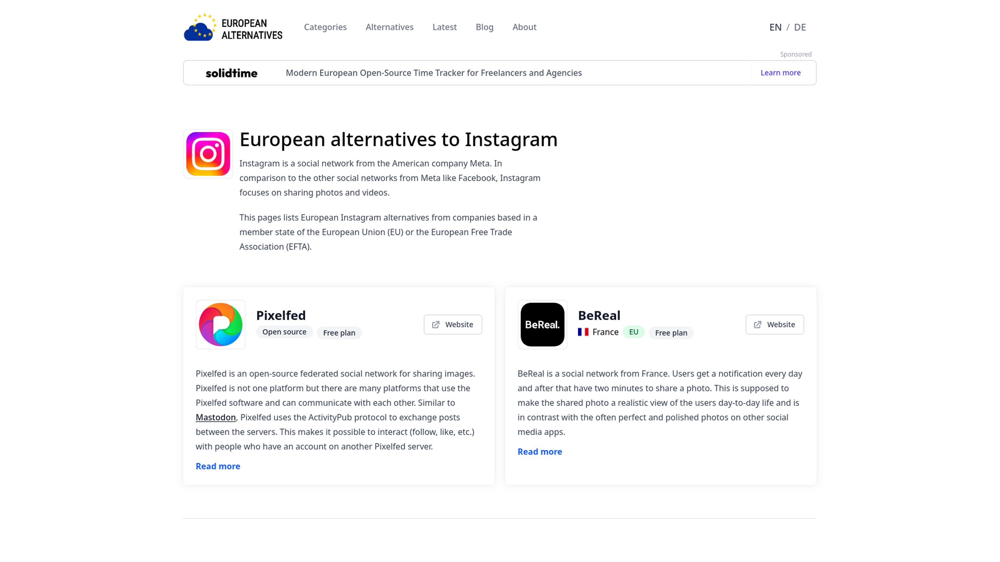 EUROPEAN
ALTERNATIVES
Categories
Alternatives
Latest
Blog
About
EN / DE
Sponsored
solidtime
Modern European Open-Source Time Tracker for Freelancers and Agencies
Learn more
European alternatives to Instagram
Instagram is a social network from the American company Meta. In
comparison to the other social networks from Meta like Facebook, Instagram
focuses on sharing photos and videos.
This pages lists European Instagram alternatives from companies based in a
member state of the European Union (EU) or the European Free Trade
Association (EFTA).
Pixelfed
Open source
Free plan
Website
Pixelfed is an open-source federated social network for sharing images.
Pixelfed is not one platform but there are many platforms that use the
Pixelfed software and can communicate with each other. Similar to
Mastodon, Pixelfed uses the ActivityPub protocol to exchange posts
between the servers. This makes it possible to interact (follow, like, etc.)
with people who have an account on another Pixelfed server.
Read more
BeReal.
BeReal
France
EU
Free plan
Website
BeReal is a social network from France. Users get a notification every day
and after that have two minutes to share a photo. This is supposed to
make the shared photo a realistic view of the users day-to-day life and is
in contrast with the often perfect and polished photos on other social
media apps.
Read more